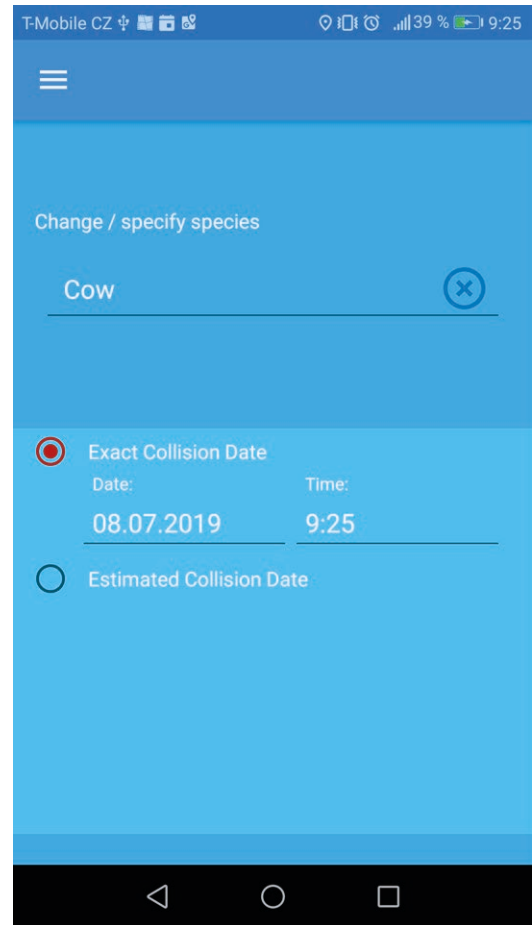 T-Mobile CZ 39 % 9:25
Change / specify species
Cow
Exact Collision Date
Date: Time:
08.07.2019 9:25
Estimated Collision Date